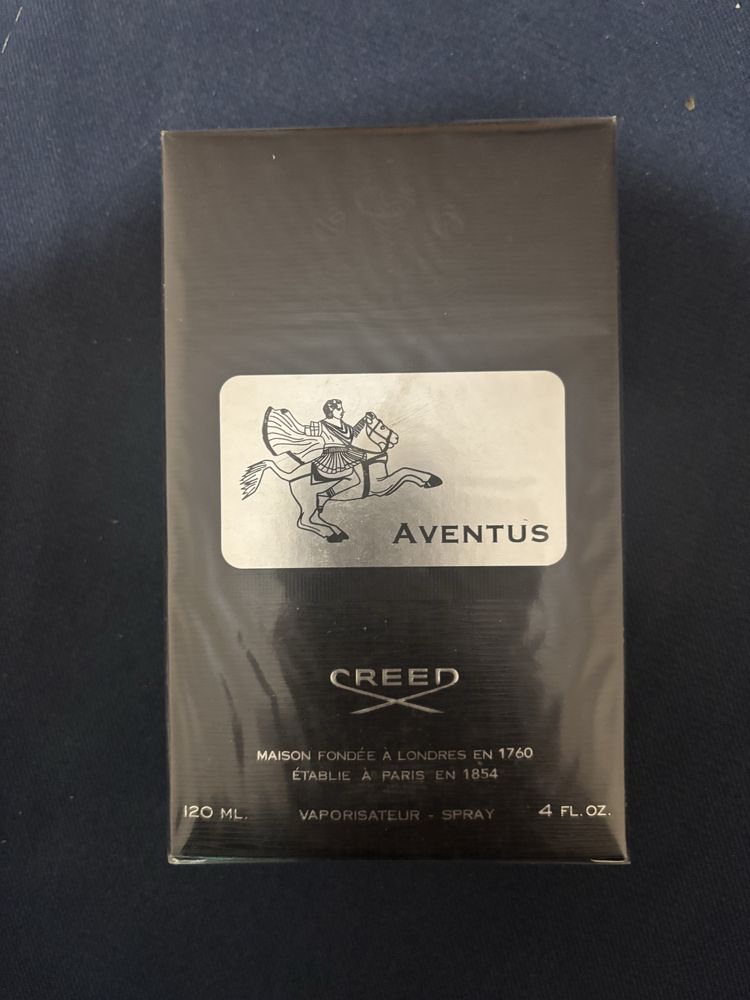 AVENTUS
CREED
MAISON FONDÉE À LONDRES EN 1760
ÉTABLIE À PARIS EN 1854
120 ML. VAPORISATEUR - SPRAY 4 FL. OZ.